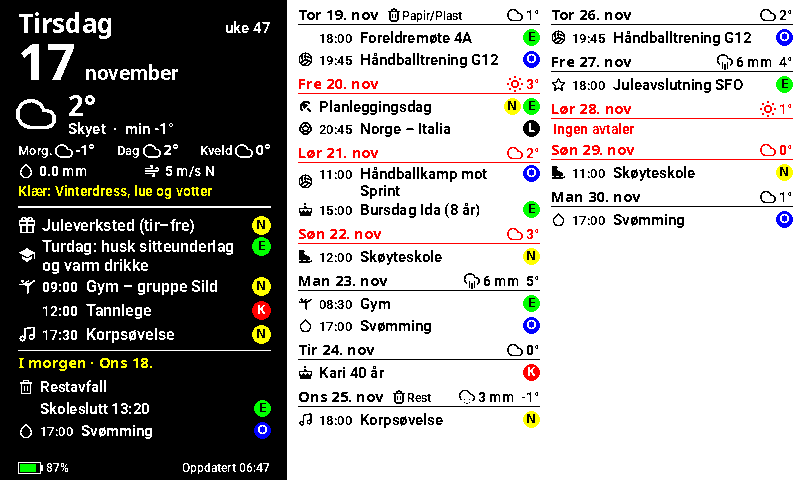 Tirsdag
uke 47
17 november
2°
Skyet · min -1°
Morg. -1° Dag 2° Kveld 0°
0.0 mm 5 m/s N
Klær: Vinterdress, lue og votter
Juleverksted (tir–fre) N
Turdag: husk sitteunderlag E
og varm drikke
09:00 Gym – gruppe Sild N
12:00 Tannlege K
17:30 Korpsøvelse N
I morgen · Ons 18.
Restavfall
Skoleslutt 13:20 E
17:00 Svømming O
87% Oppdatert 06:47
Tor 19. nov Papir/Plast 1°
18:00 Foreldremøte 4A E
19:45 Håndballtrening G12 O
Fre 20. nov 3°
Planleggingsdag N E
20:45 Norge – Italia L
Lør 21. nov 2°
11:00 Håndballkamp mot O
Sprint
15:00 Bursdag Ida (8 år) E
Søn 22. nov 3°
12:00 Skøyteskole N
Man 23. nov 6 mm 5°
08:30 Gym E
17:00 Svømming O
Tir 24. nov 0°
Kari 40 år K
Ons 25. nov Rest 3 mm -1°
18:00 Korpsøvelse N
Tor 26. nov 2°
19:45 Håndballtrening G12 O
Fre 27. nov 6 mm 4°
18:00 Juleavslutning SFO E
Lør 28. nov 1°
Ingen avtaler
Søn 29. nov 0°
11:00 Skøyteskole N
Man 30. nov 1°
17:00 Svømming O